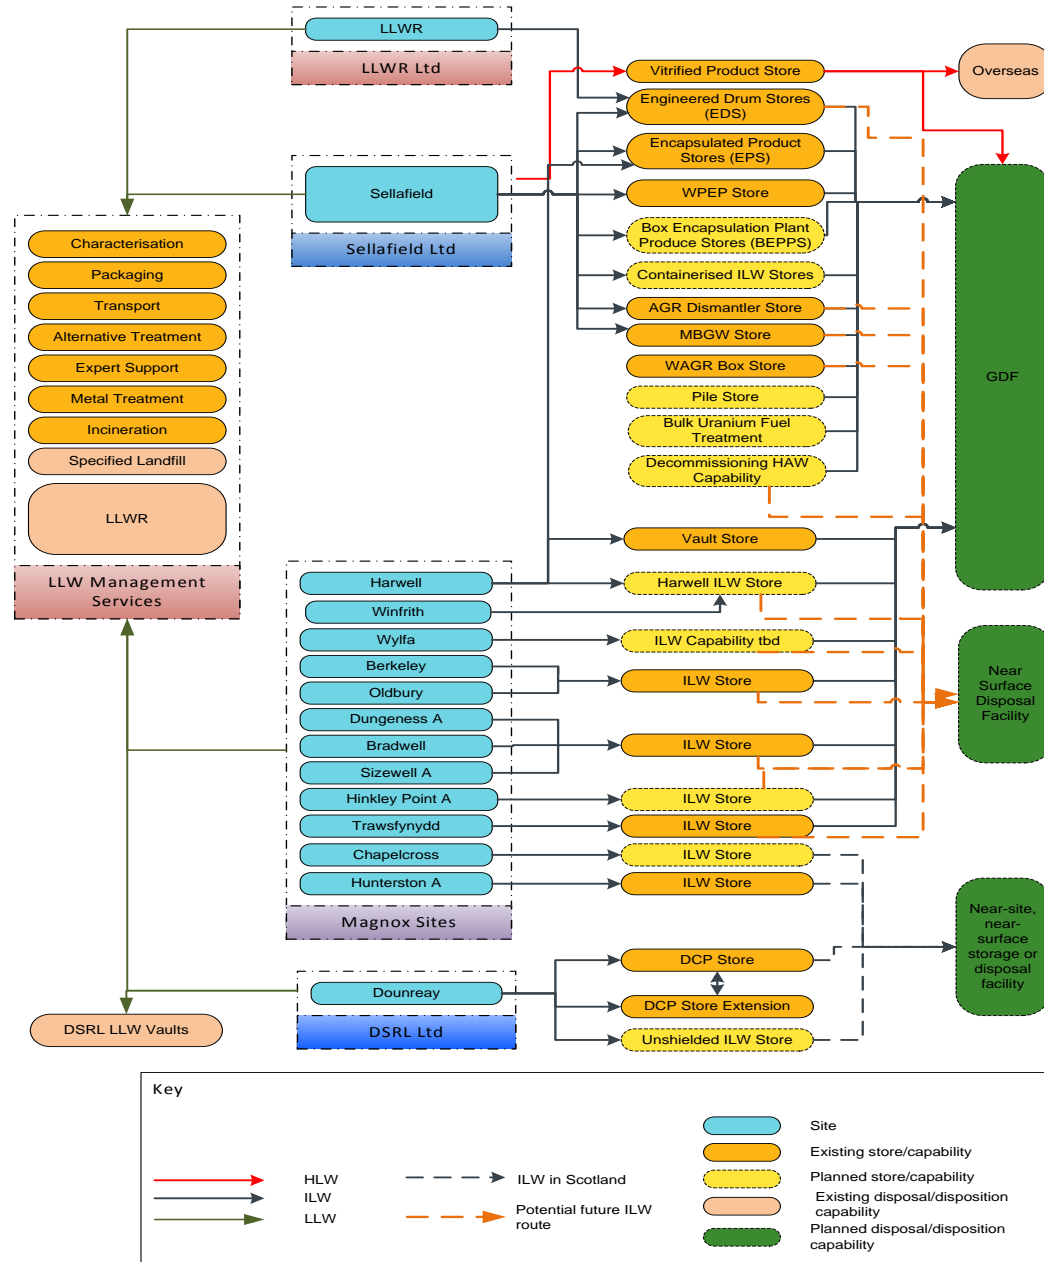 LLWR
LLWR Ltd
Sellafield
Sellafield Ltd
Characterisation
Packaging
Transport
Alternative Treatment
Expert Support
Metal Treatment
Incineration
Specified Landfill
LLWR
LLW Management
Services
Harwell
Winfrith
Wylfa
Berkeley
Oldbury
Dungeness A
Bradwell
Sizewell A
Hinkley Point A
Trawsfynydd
Chapelcross
Hunterston A
Magnox Sites
Dounreay
DSRL Ltd
DSRL LLW Vaults
Vitrified Product Store
Engineered Drum Stores
(EDS)
Encapsulated Product
Stores (EPS)
WPEP Store
Box Encapsulation Plant
Produce Stores (BEPPS)
Containerised ILW Stores
AGR Dismantler Store
MBGW Store
WAGR Box Store
Pile Store
Bulk Uranium Fuel
Treatment
Decommissioning HAW
Capability
Vault Store
Harwell ILW Store
ILW Capability tbd
ILW Store
ILW Store
ILW Store
ILW Store
ILW Store
ILW Store
DCP Store
DCP Store Extension
Unshielded ILW Store
Overseas
GDF
Near
Surface
Disposal
Facility
Near-site,
near-
surface
storage or
disposal
facility
Key
HLW
ILW
LLW
ILW in Scotland
Potential future ILW
route
Site
Existing store/capability
Planned store/capability
Existing disposal/disposition
capability
Planned disposal/disposition
capability